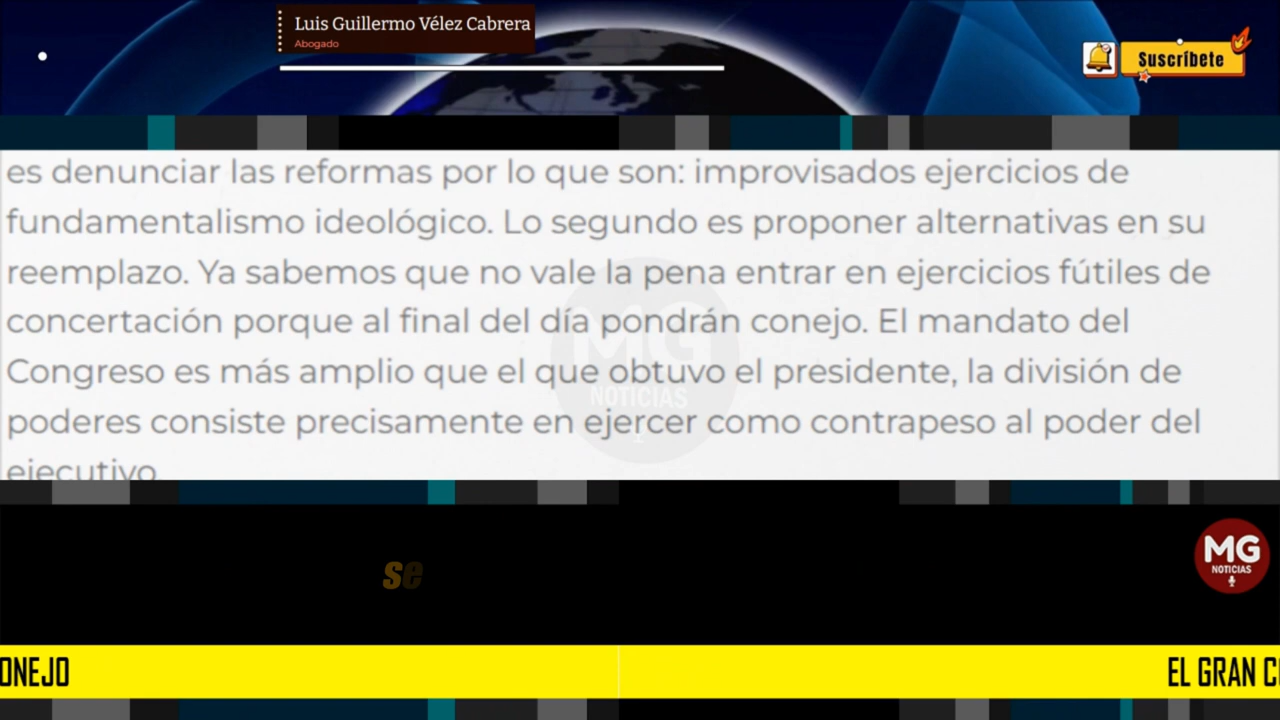 Luis Guillermo Vélez Cabrera
Abogado
Suscríbete
es denunciar las reformas por lo que son: improvisados ejercicios de
fundamentalismo ideológico. Lo segundo es proponer alternativas en su
reemplazo. Ya sabemos que no vale la pena entrar en ejercicios fútiles de
concertación porque al final del día pondrán conejo. El mandato del
Congreso es más amplio que el que obtuvo el presidente, la división de
poderes consiste precisamente en ejercer como contrapeso al poder del
ejecutivo.
MG
NOTICIAS
se
MG
NOTICIAS
ONEJO
EL GRAN C